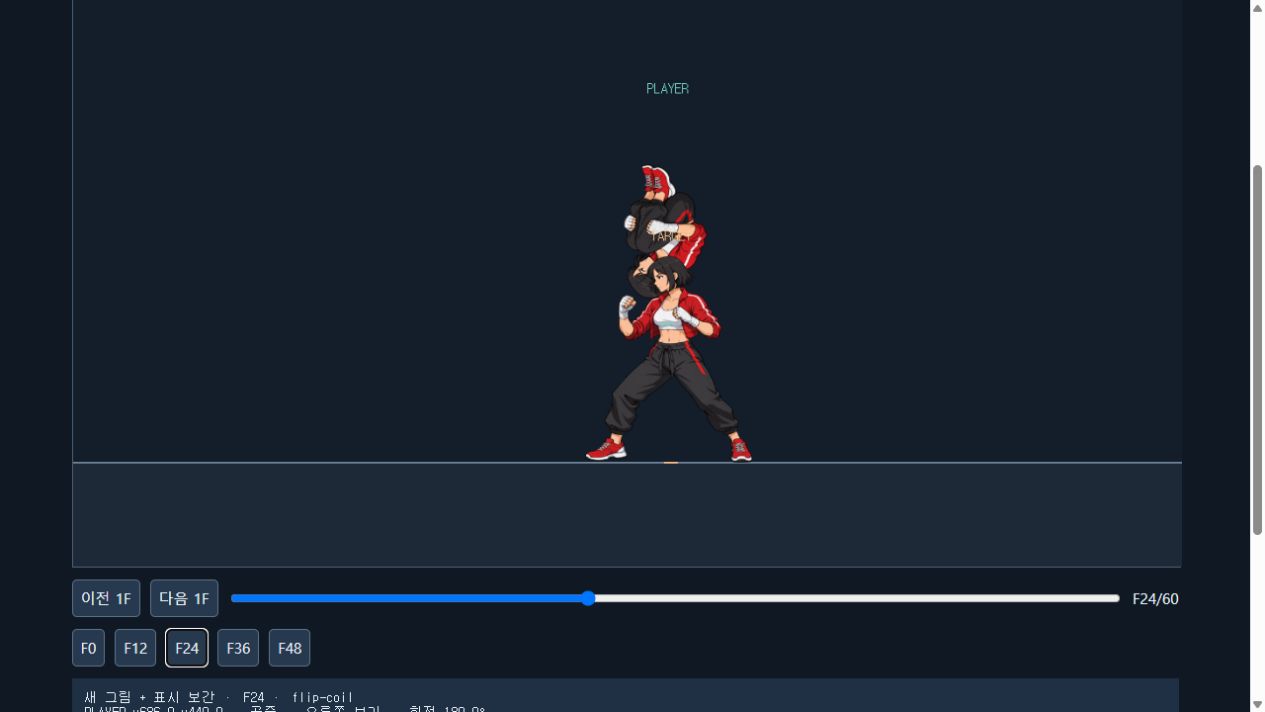 PLAYER
TARGET
이전 1F
다음 1F
F24/60
F0
F12
F24
F36
F48
새 그림 + 표시 보간 · F24 · flip-coil